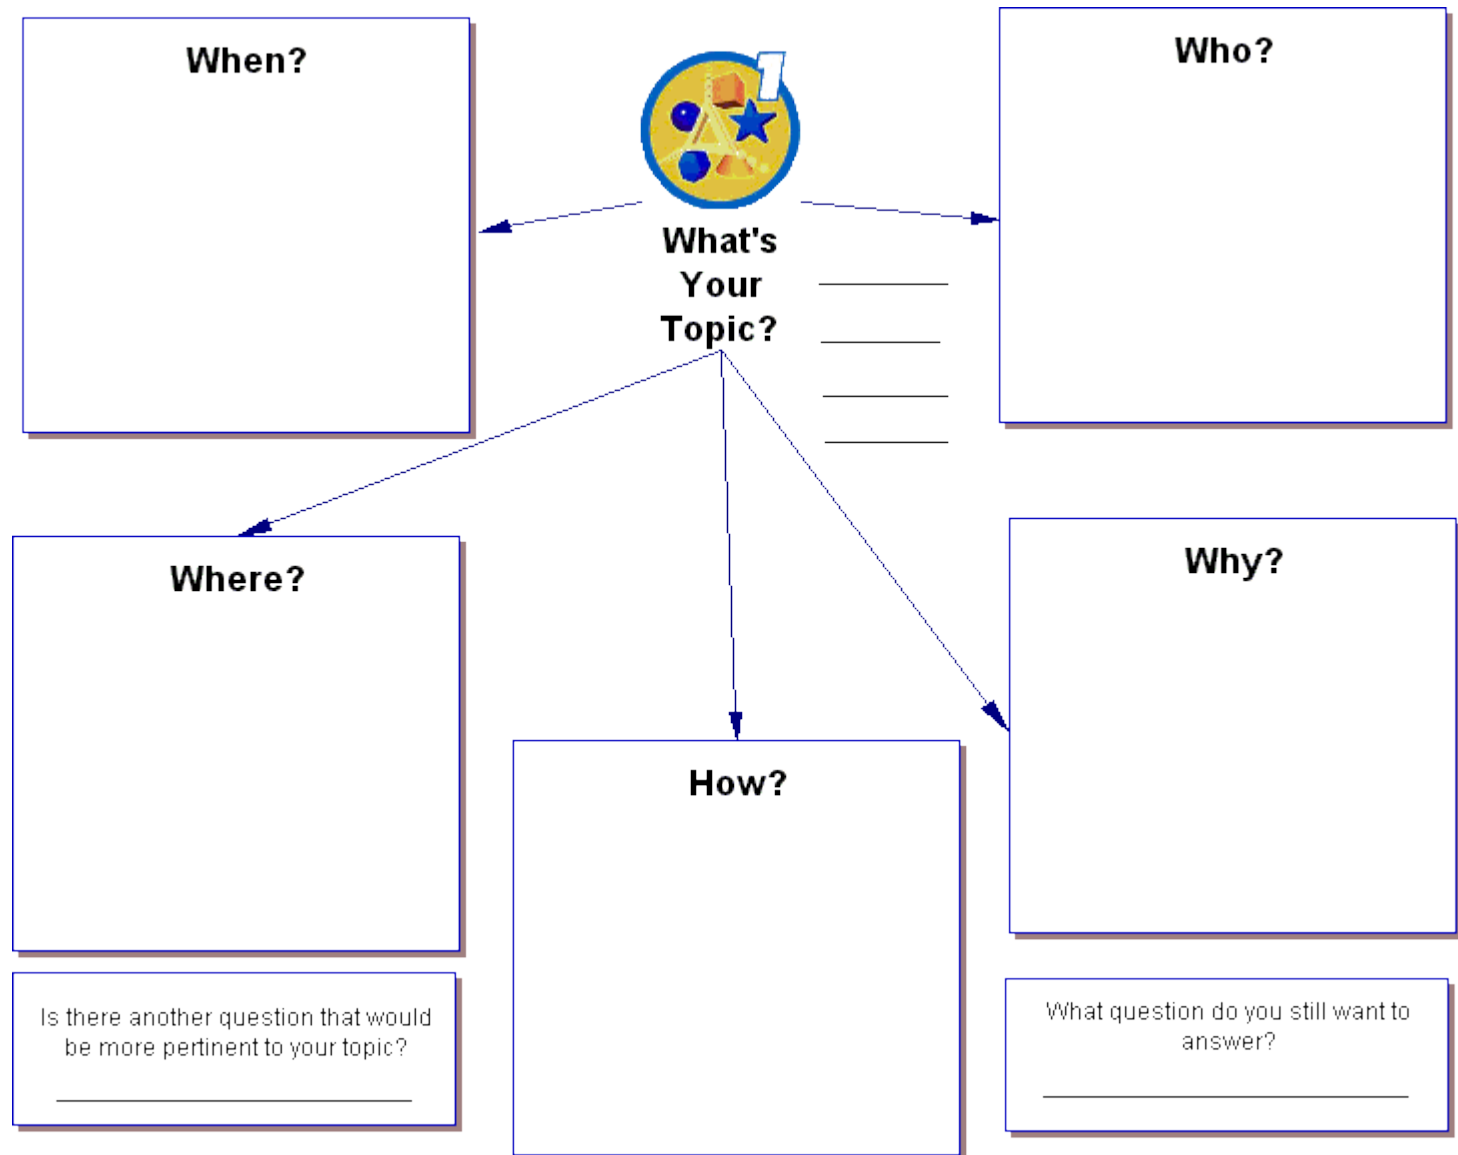 When?
1
Who?
What's
Your
Topic?
Where?
Why?
How?
Is there another question that would
be more pertinent to your topic?
What question do you still want to
answer?